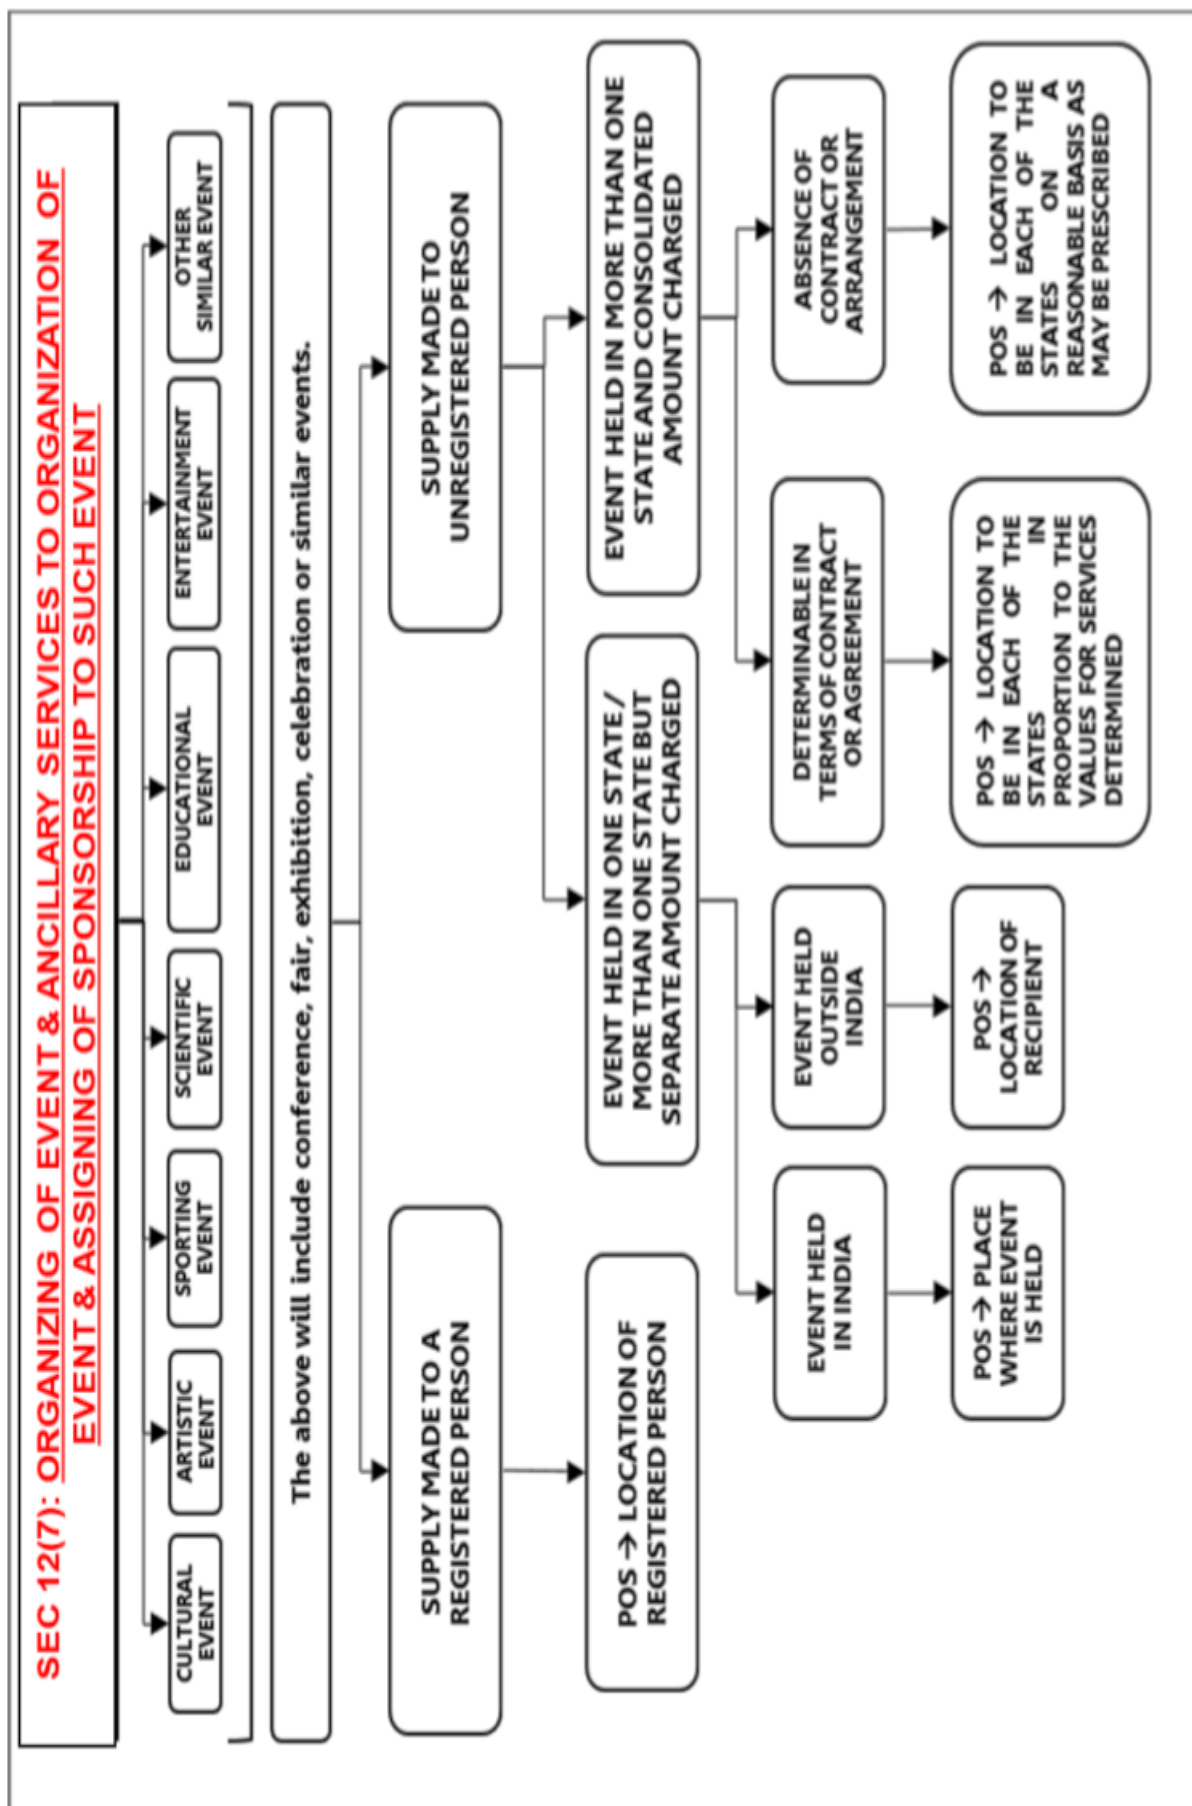 SEC 12(7): ORGANIZING OF EVENT & ANCILLARY SERVICES TO ORGANIZATION OF
EVENT & ASSIGNING OF SPONSORSHIP TO SUCH EVENT
CULTURAL
EVENT
ARTISTIC
EVENT
SPORTING
EVENT
SCIENTIFIC
EVENT
EDUCATIONAL
EVENT
ENTERTAINMENT
EVENT
OTHER
SIMILAR EVENT
The above will include conference, fair, exhibition, celebration or similar events.
SUPPLY MADE TO A
REGISTERED PERSON
SUPPLY MADE TO
UNREGISTERED PERSON
POS → LOCATION OF
REGISTERED PERSON
EVENT HELD IN ONE STATE/
MORE THAN ONE STATE BUT
SEPARATE AMOUNT CHARGED
EVENT HELD IN MORE THAN ONE
STATE AND CONSOLIDATED
AMOUNT CHARGED
EVENT HELD
IN INDIA
EVENT HELD
OUTSIDE
INDIA
DETERMINABLE IN
TERMS OF CONTRACT
OR AGREEMENT
ABSENCE OF
CONTRACT OR
ARRANGEMENT
POS → PLACE
WHERE EVENT
IS HELD
POS →
LOCATION OF
RECIPIENT
POS → LOCATION TO
BE IN EACH OF THE
STATES IN
PROPORTION TO THE
VALUES FOR SERVICES
DETERMINED
POS → LOCATION TO
BE IN EACH OF THE
STATES ON A
REASONABLE BASIS AS
MAY BE PRESCRIBED